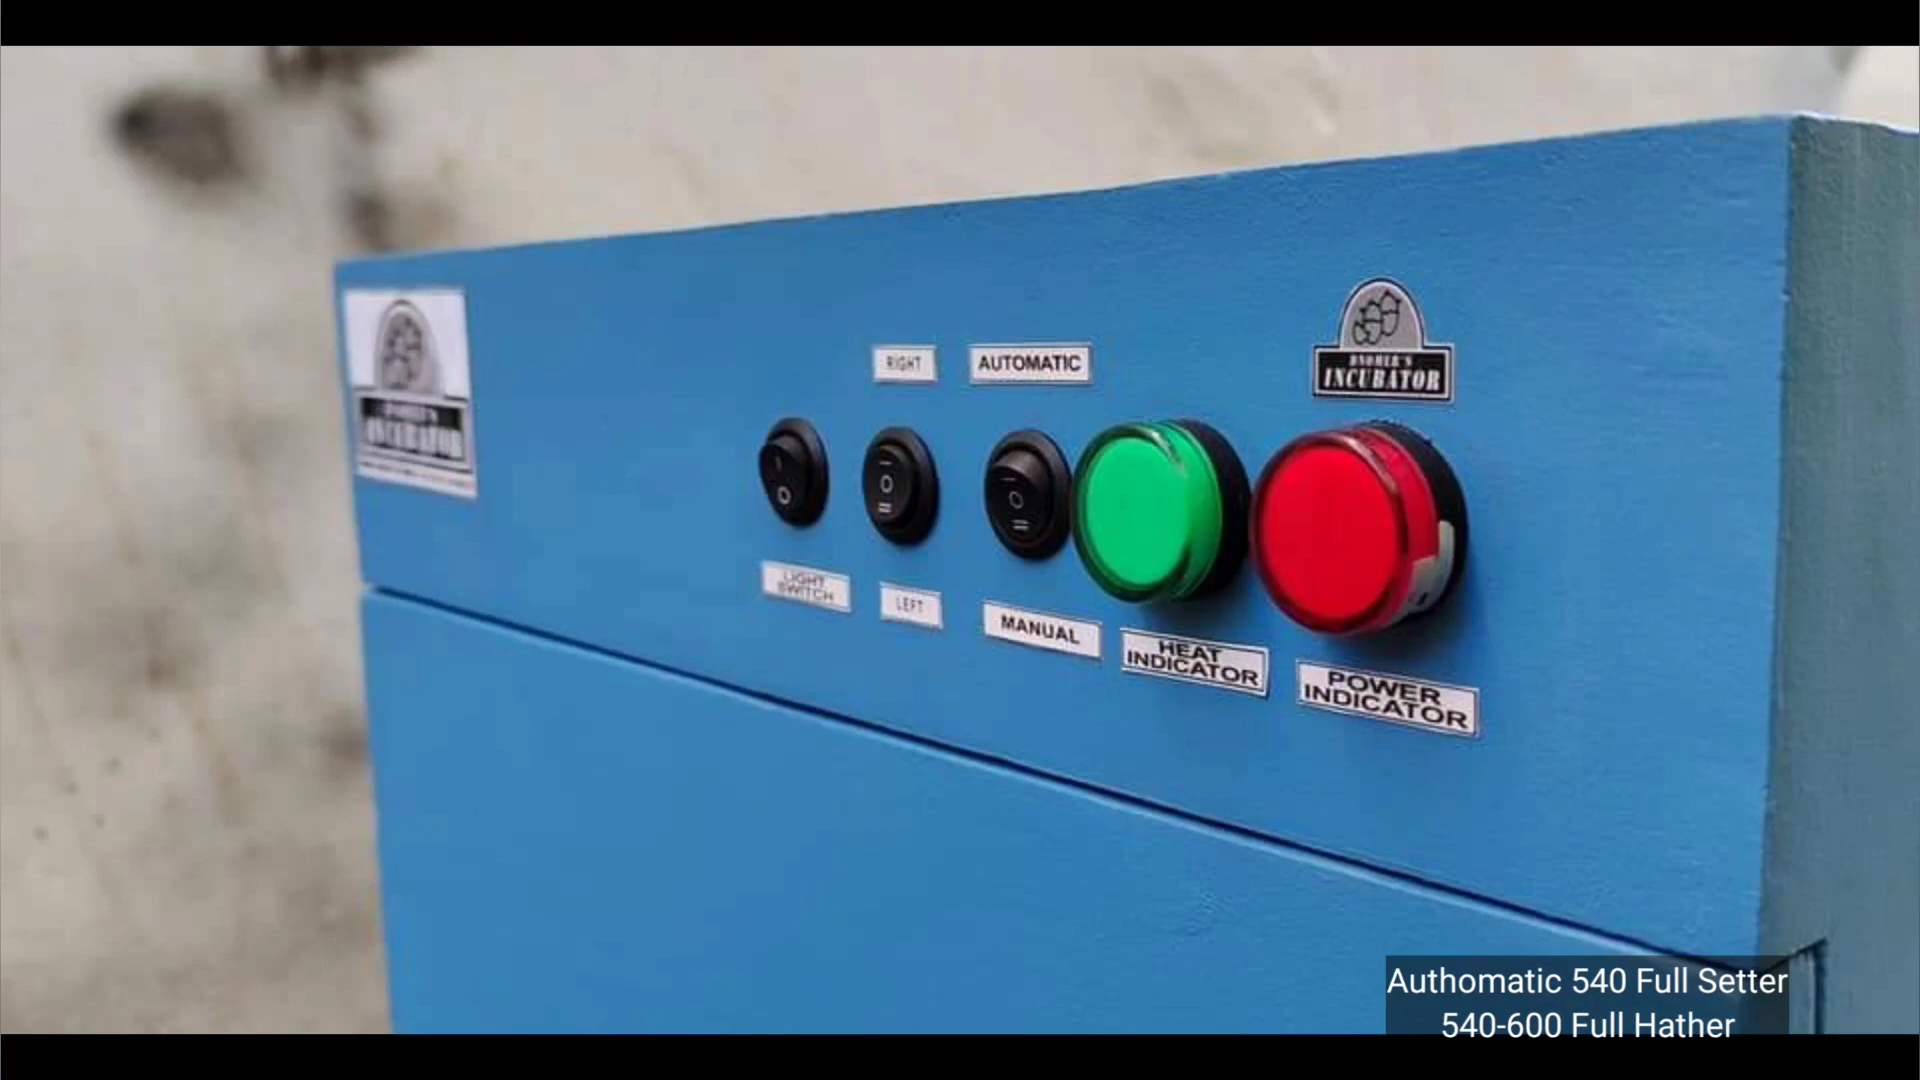 RIGHT
AUTOMATIC
INCUBATOR
INCUBATOR
LIGHT
SWITCH
LEFT
MANUAL
HEAT
INDICATOR
POWER
INDICATOR
Authomatic 540 Full Setter
540-600 Full Hather